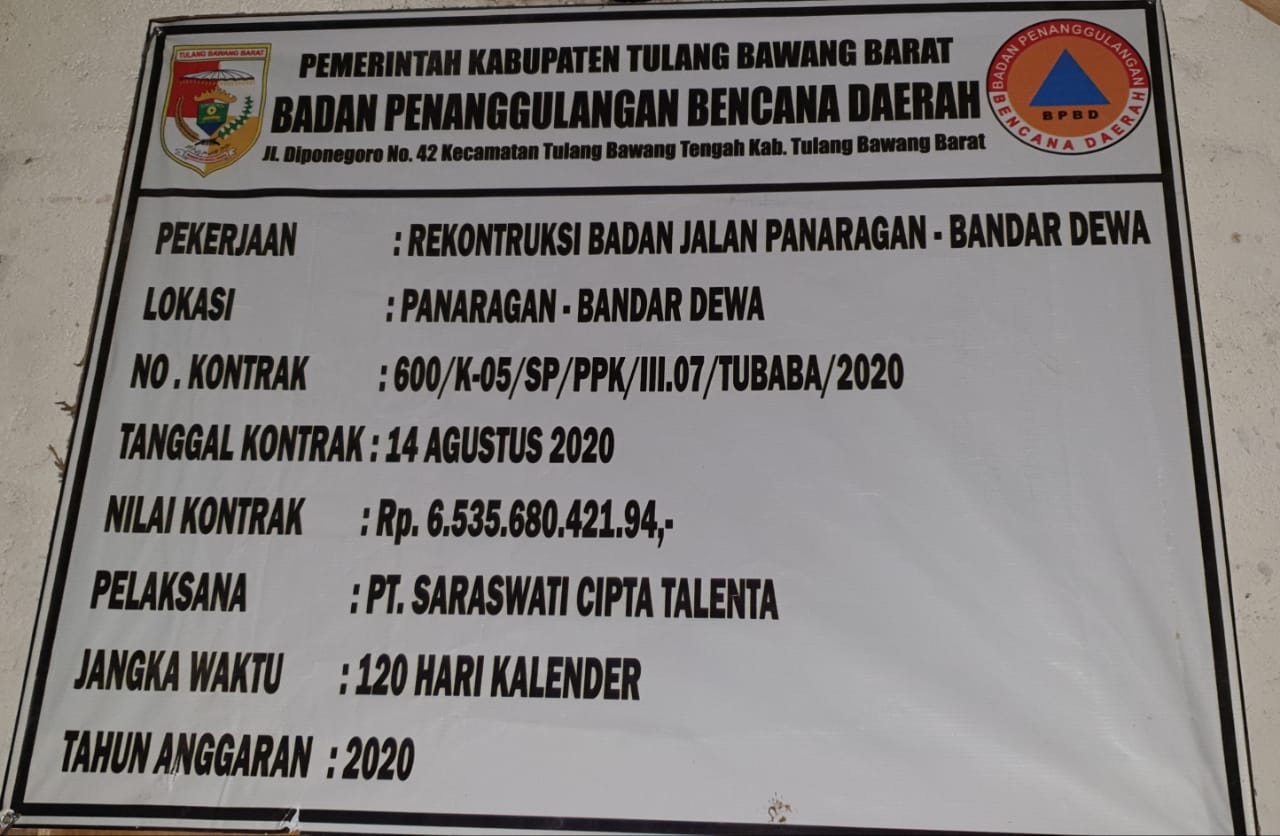 TULANG BAWANG BARAT
PEMERINTAH KABUPATEN TULANG BAWANG BARAT
BADAN PENANGGULANGAN BENCANA DAERAH
JL. Diponegoro No. 42 Kecamatan Tulang Bawang Tengah Kab. Tulang Bawang Barat
BADAN PENANGGULANGAN
BPBD
BENCANA DAERAH
PEKERJAAN : REKONTRUKSI BADAN JALAN PANARAGAN - BANDAR DEWA
LOKASI : PANARAGAN - BANDAR DEWA
NO . KONTRAK : 600/K-05/SP/PPK/III.07/TUBABA/2020
TANGGAL KONTRAK : 14 AGUSTUS 2020
NILAI KONTRAK : Rp. 6.535.680.421.94,-
PELAKSANA : PT. SARASWATI CIPTA TALENTA
JANGKA WAKTU : 120 HARI KALENDER
TAHUN ANGGARAN : 2020